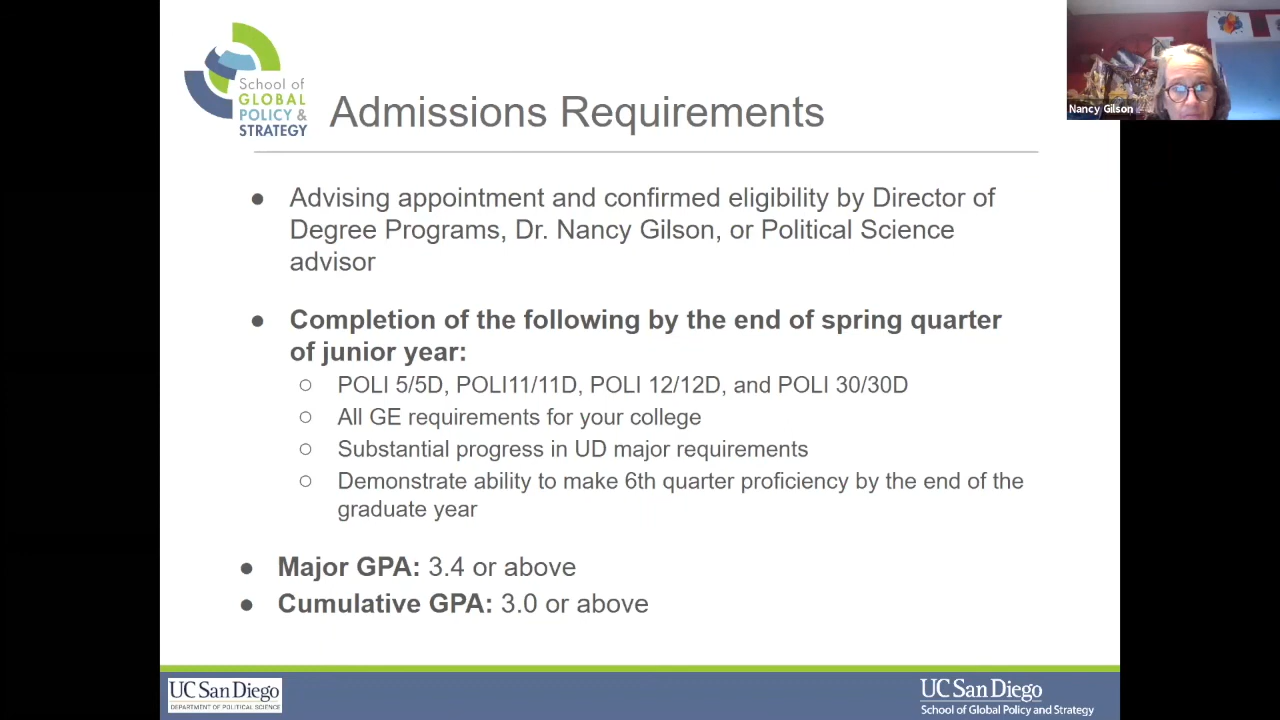 School of
GLOBAL
POLICY &
STRATEGY
Admissions Requirements
Nancy Gilson
● Advising appointment and confirmed eligibility by Director of
Degree Programs, Dr. Nancy Gilson, or Political Science
advisor
● Completion of the following by the end of spring quarter
of junior year:
○ POLI 5/5D, POLI11/11D, POLI 12/12D, and POLI 30/30D
○ All GE requirements for your college
○ Substantial progress in UD major requirements
○ Demonstrate ability to make 6th quarter proficiency by the end of the
graduate year
● Major GPA: 3.4 or above
● Cumulative GPA: 3.0 or above
UC San Diego
DEPARTMENT OF POLITICAL SCIENCE
UC San Diego
School of Global Policy and Strategy